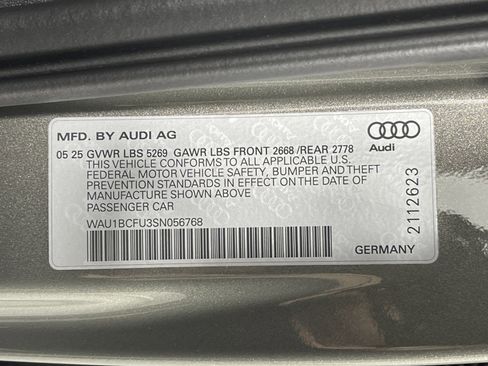 MFD. BY AUDI AG
05 25 GVWR LBS 5269 GAWR LBS FRONT 2668 /REAR 2778
THIS VEHICLE CONFORMS TO ALL APPLICABLE U.S.
FEDERAL MOTOR VEHICLE SAFETY, BUMPER AND THEFT
PREVENTION STANDARDS IN EFFECT ON THE DATE OF
MANUFACTURE SHOWN ABOVE
PASSENGER CAR
WAU1BCFU3SN056768
Audi
2112623
GERMANY